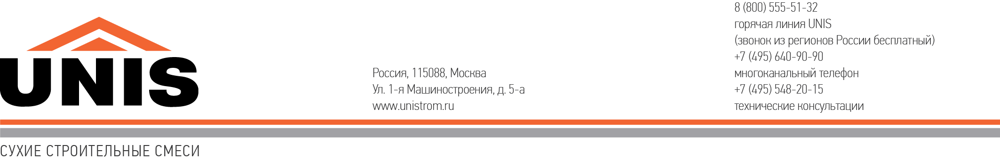 UNIS
Россия, 115088, Москва
Ул. 1-я Машиностроения, д. 5-а
www.unistrom.ru
8 (800) 555-51-32
горячая линия UNIS
(звонок из регионов России бесплатный)
+7 (495) 640-90-90
многоканальный телефон
+7 (495) 548-20-15
технические консультации
СУХИЕ СТРОИТЕЛЬНЫЕ СМЕСИ